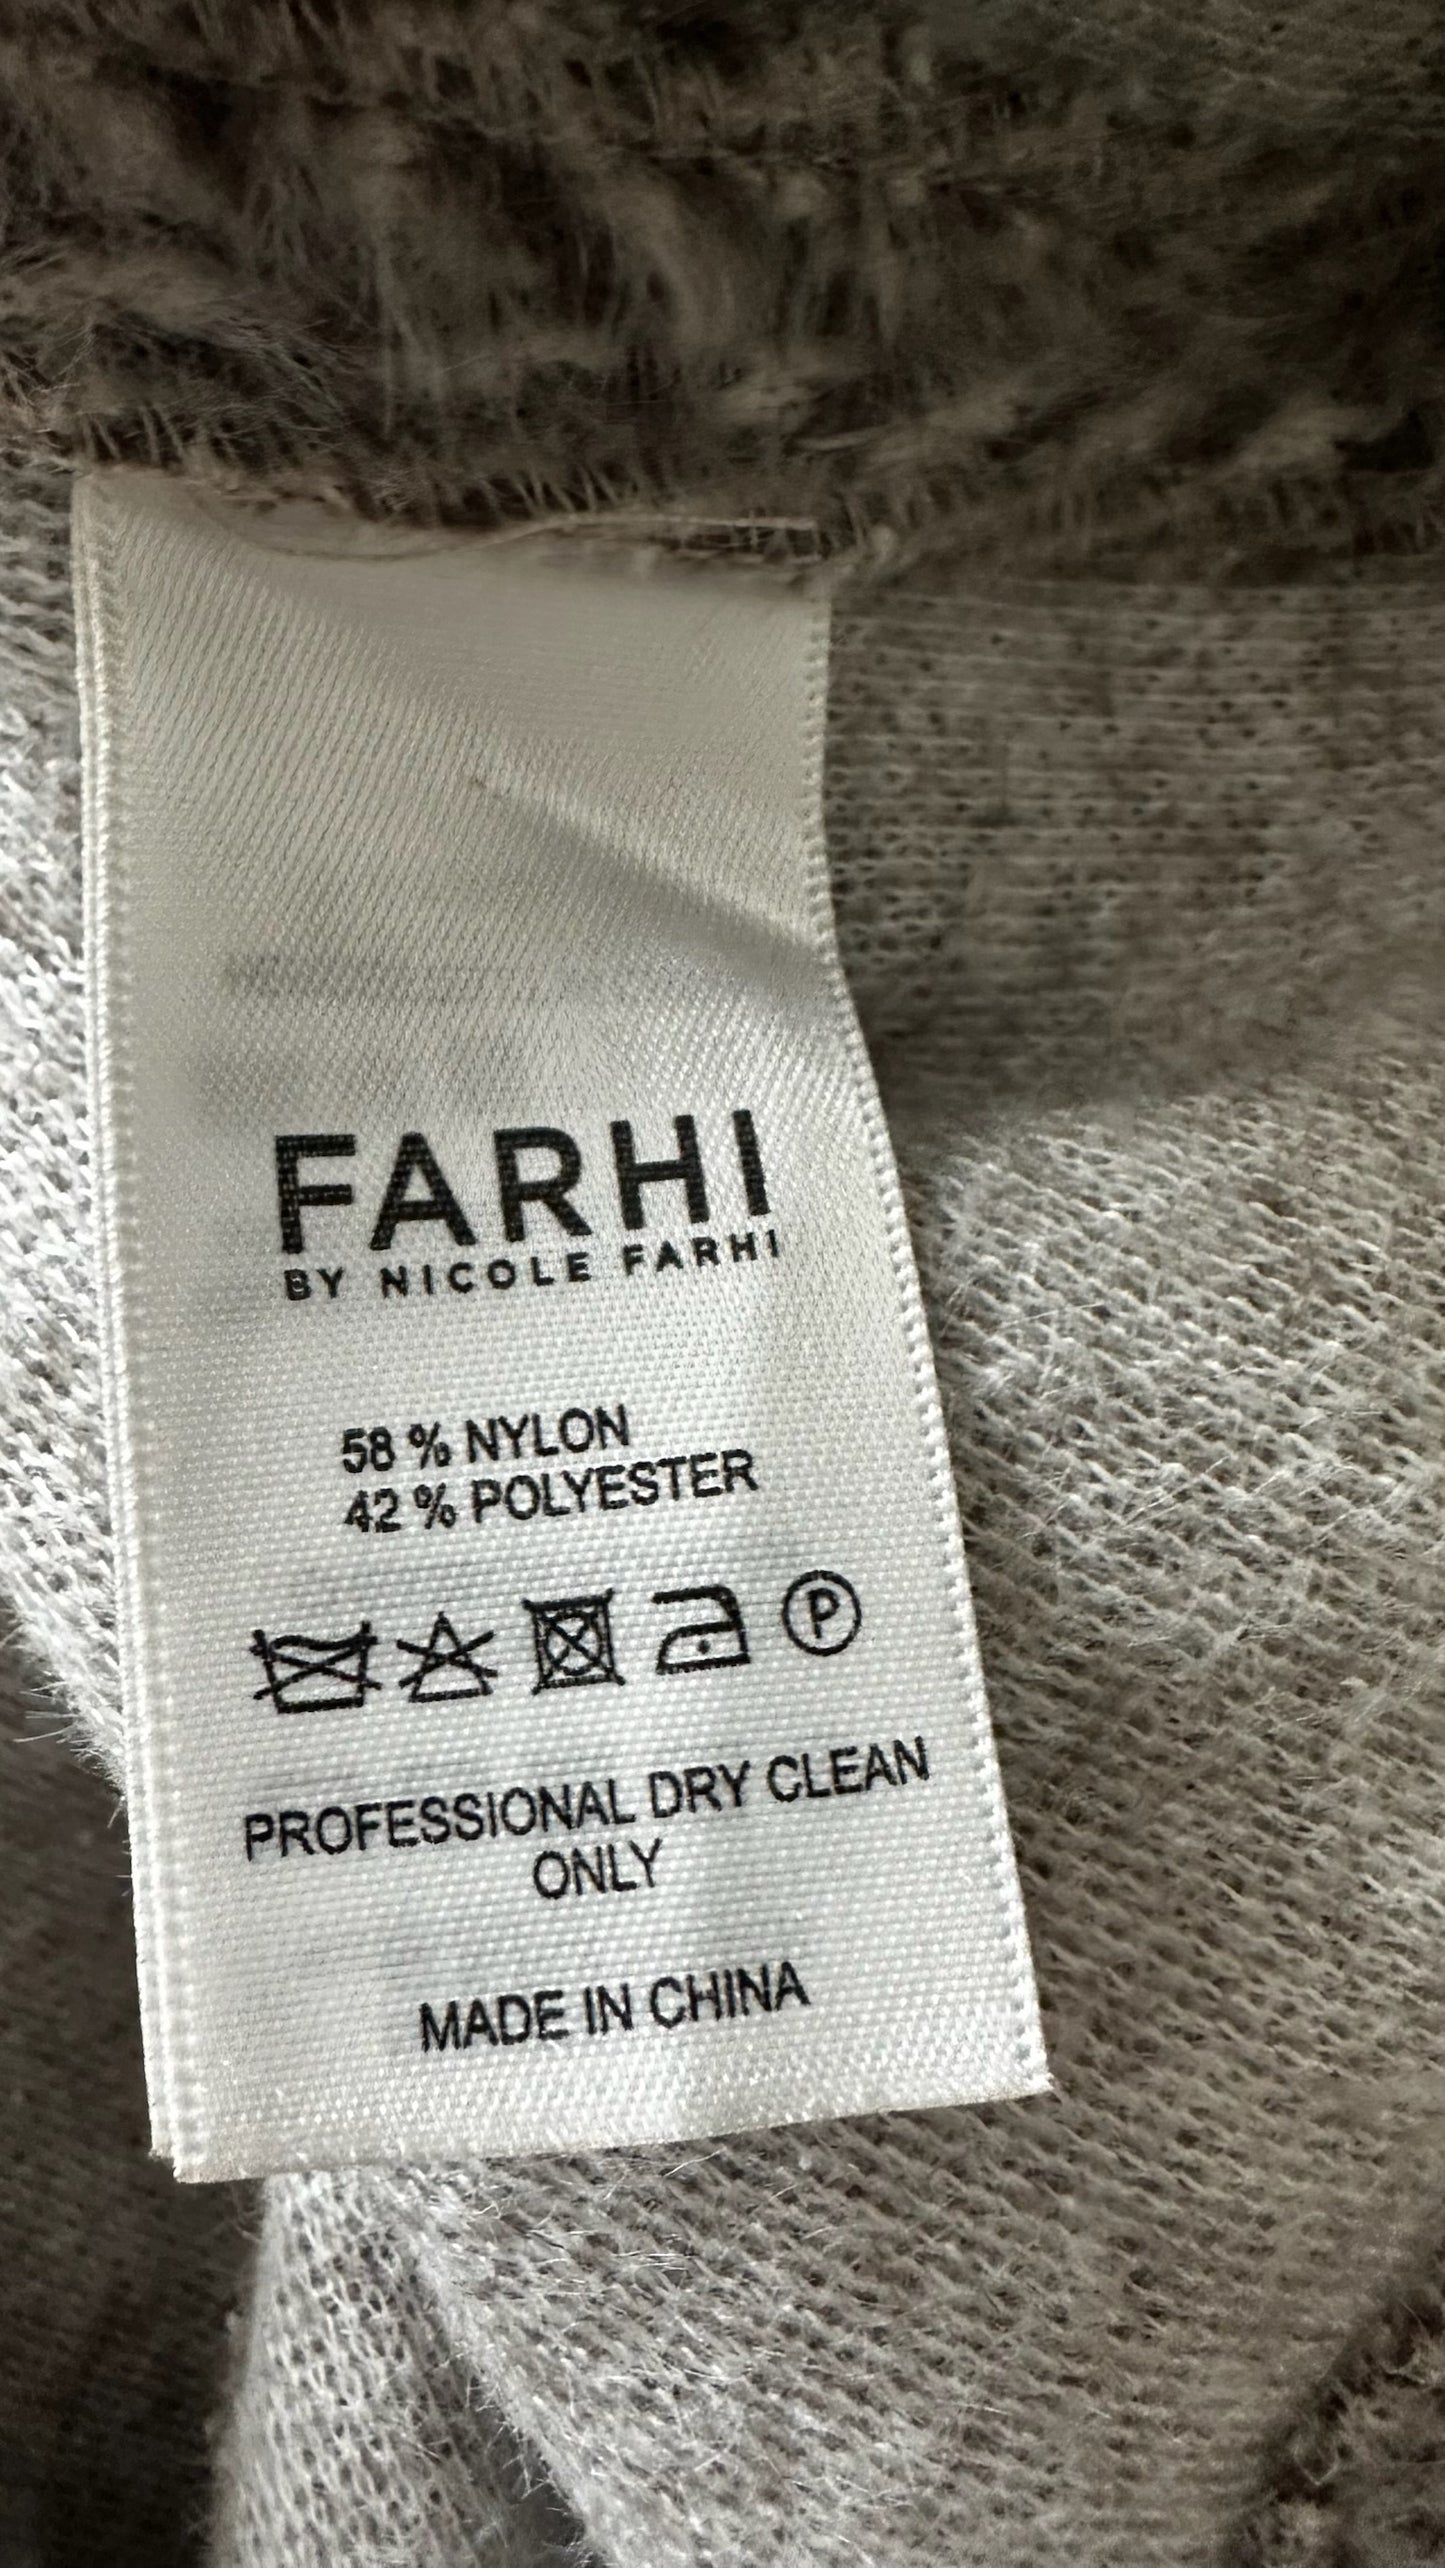 FARHI
BY NICOLE FARHI
58 % NYLON
42 % POLYESTER
P
PROFESSIONAL DRY CLEAN
ONLY
MADE IN CHINA